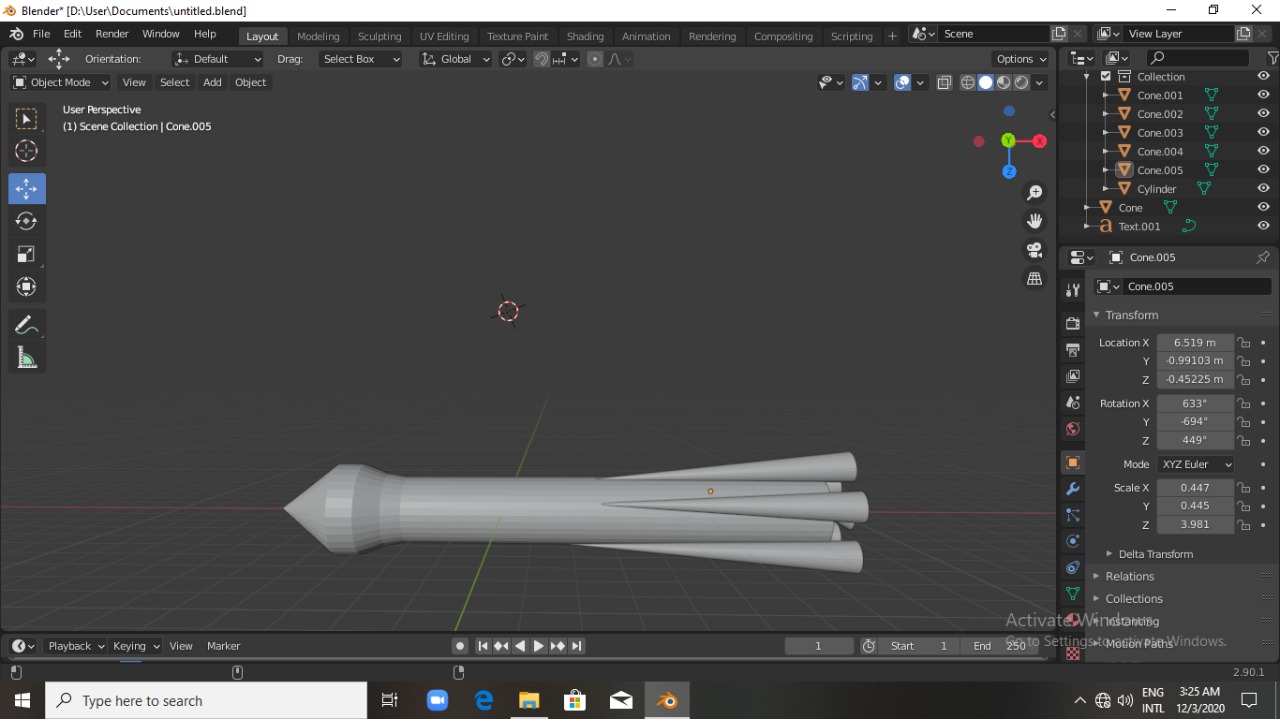 Blender* [D:\User\Documents\untitled.blend]
File Edit Render Window Help Layout Modeling Sculpting UV Editing Texture Paint Shading Animation Rendering Compositing Scripting + Scene View Layer
Orientation: Default Drag: Select Box Global Options
Object Mode View Select Add Object
User Perspective
(1) Scene Collection | Cone.005
Y X
Z
Collection
Cone.001
Cone.002
Cone.003
Cone.004
Cone.005
Cylinder
Cone
Text.001
Cone.005
Cone.005
Transform
Location X 6.519 m
Y -0.99103 m
Z -0.45225 m
Rotation X 633°
Y -694°
Z 449°
Mode XYZ Euler
Scale X 0.447
Y 0.445
Z 3.981
Delta Transform
Relations
Collections
Instancing
Motion Paths
Activate Windows
Go to Settings to activate Windows.
Playback Keying View Marker 1 Start 1 End 250
2.90.1
Type here to search
ENG
INTL
3:25 AM
12/3/2020